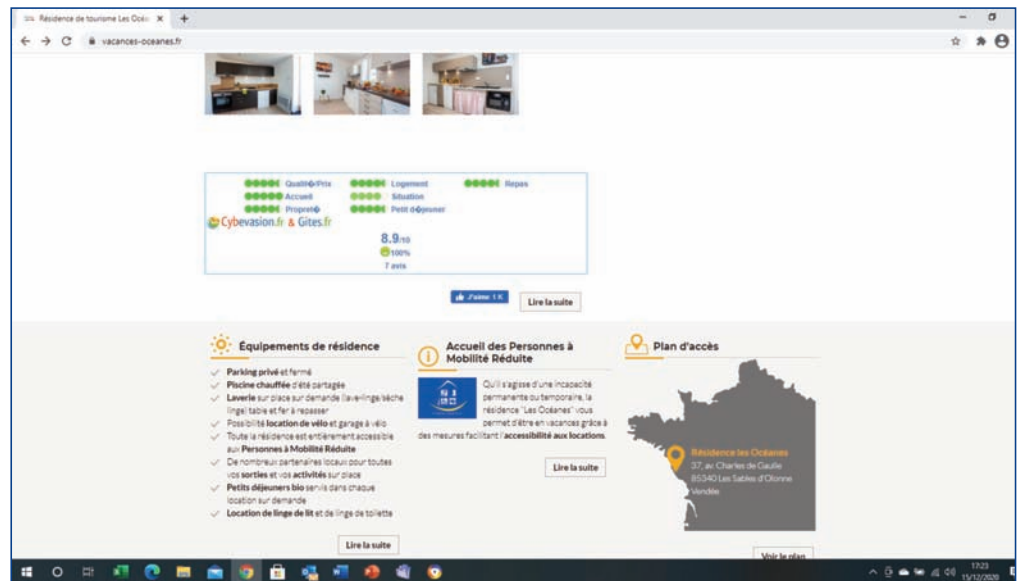 Résidence de tourisme Les Océa
vacances-oceanes.fr
Qualit�/Prix
Logement
Repas
Accueil
Situation
Propret�
Petit d�jeuner
Cybevasion.fr & Gites.fr
8.9/10
100%
7 avis
J'aime 1 K
Lire la suite
Équipements de résidence
Parking privé et fermé
Piscine chauffée d'été partagée
Laverie sur place sur demande (lave-linge/sèche
linge) table et fer à repasser
Possibilité location de vélo et garage à vélo
Toute la résidence est entièrement accessible
aux Personnes à Mobilité Réduite
De nombreux partenaires locaux pour toutes
vos sorties et vos activités sur place
Petits déjeuners bio servis dans chaque
location sur demande
Location de linge de lit et de linge de toilette
Lire la suite
Accueil des Personnes à
Mobilité Réduite
Qu'il s'agisse d'une incapacité
permanente ou temporaire, la
résidence "Les Océanes" vous
permet d'être en vacances grâce à
des mesures facilitant l'accessibilité aux locations.
Lire la suite
Plan d'accès
Résidence les Océanes
37, av. Charles de Gaulle
85340 Les Sables d'Olonne
Vendée
Voir le plan
17:23
15/12/2020